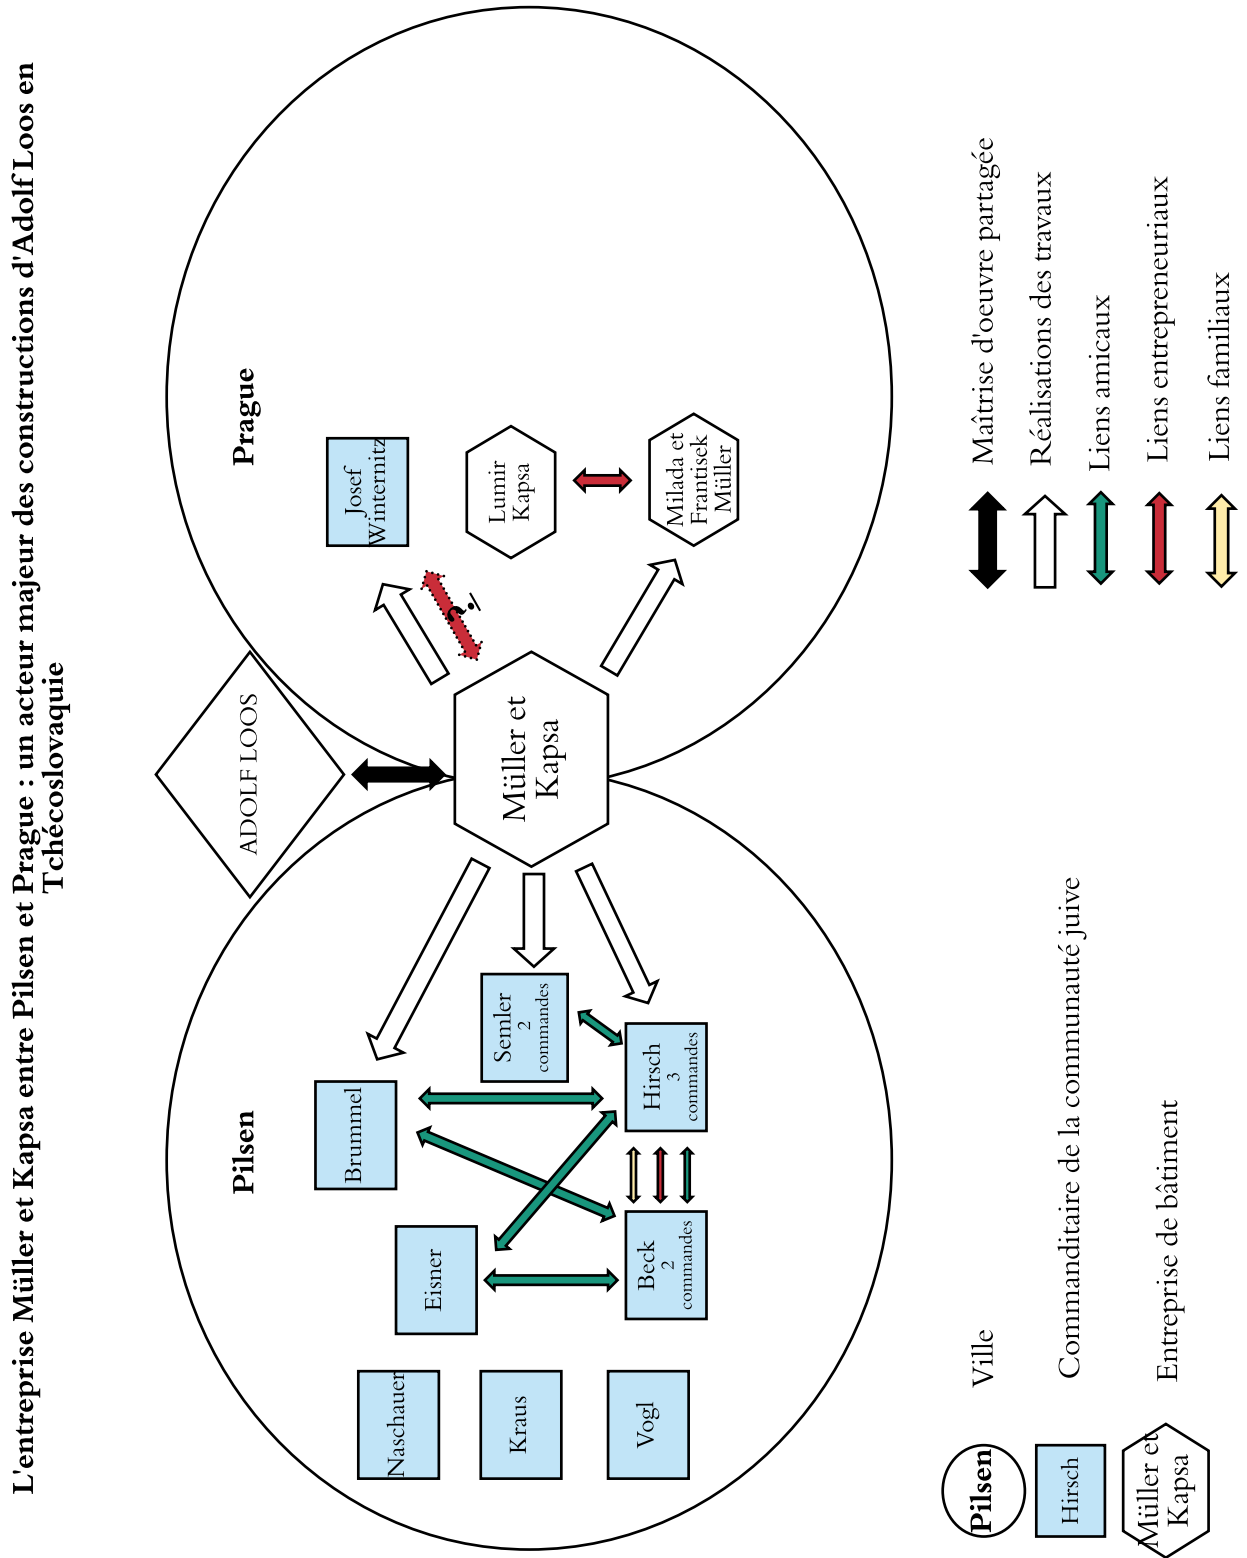 L'entreprise Müller et Kapsa entre Pilsen et Prague : un acteur majeur des constructions d'Adolf Loos en
Tchécoslovaquie
ADOLF LOOS
Pilsen
Prague
Brummel
Josef
Winternitz
Naschauer
Eisner
?
Semler
2
commandes
Müller et
Kapsa
Lumir
Kapsa
Kraus
Vogl
Beck
2
commandes
Hirsch
3
commandes
Milada et
Frantisek
Müller
Pilsen
Ville
Hirsch
Commanditaire de la communauté juive
Müller et
Kapsa
Entreprise de bâtiment
Maîtrise d'oeuvre partagée
Réalisations des travaux
Liens amicaux
Liens entrepreneuriaux
Liens familiaux